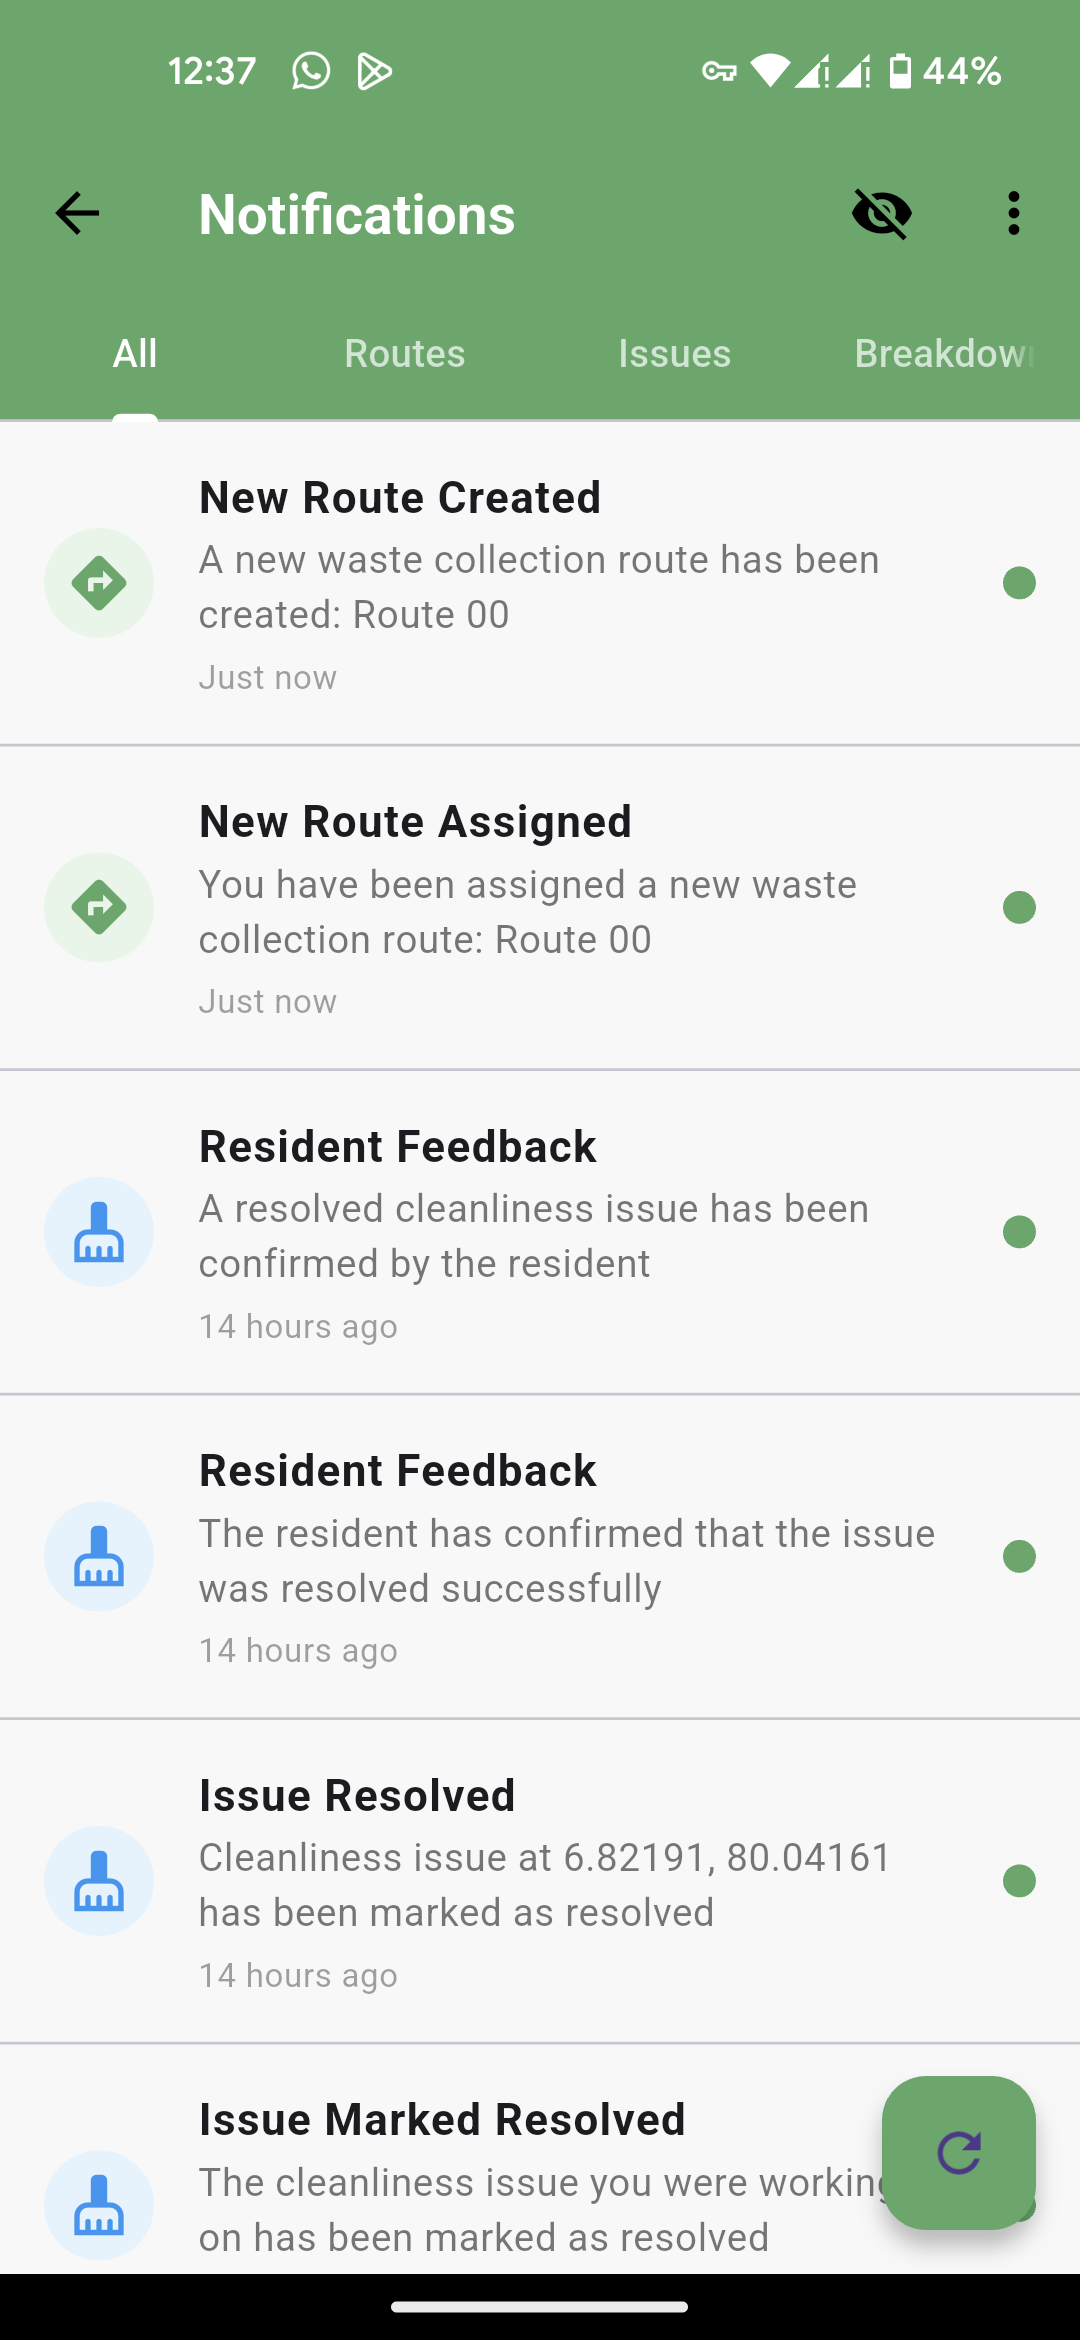 12:37
44%
Notifications
All Routes Issues Breakdow
New Route Created
A new waste collection route has been
created: Route 00
Just now
New Route Assigned
You have been assigned a new waste
collection route: Route 00
Just now
Resident Feedback
A resolved cleanliness issue has been
confirmed by the resident
14 hours ago
Resident Feedback
The resident has confirmed that the issue
was resolved successfully
14 hours ago
Issue Resolved
Cleanliness issue at 6.82191, 80.04161
has been marked as resolved
14 hours ago
Issue Marked Resolved
The cleanliness issue you were working
on has been marked as resolved